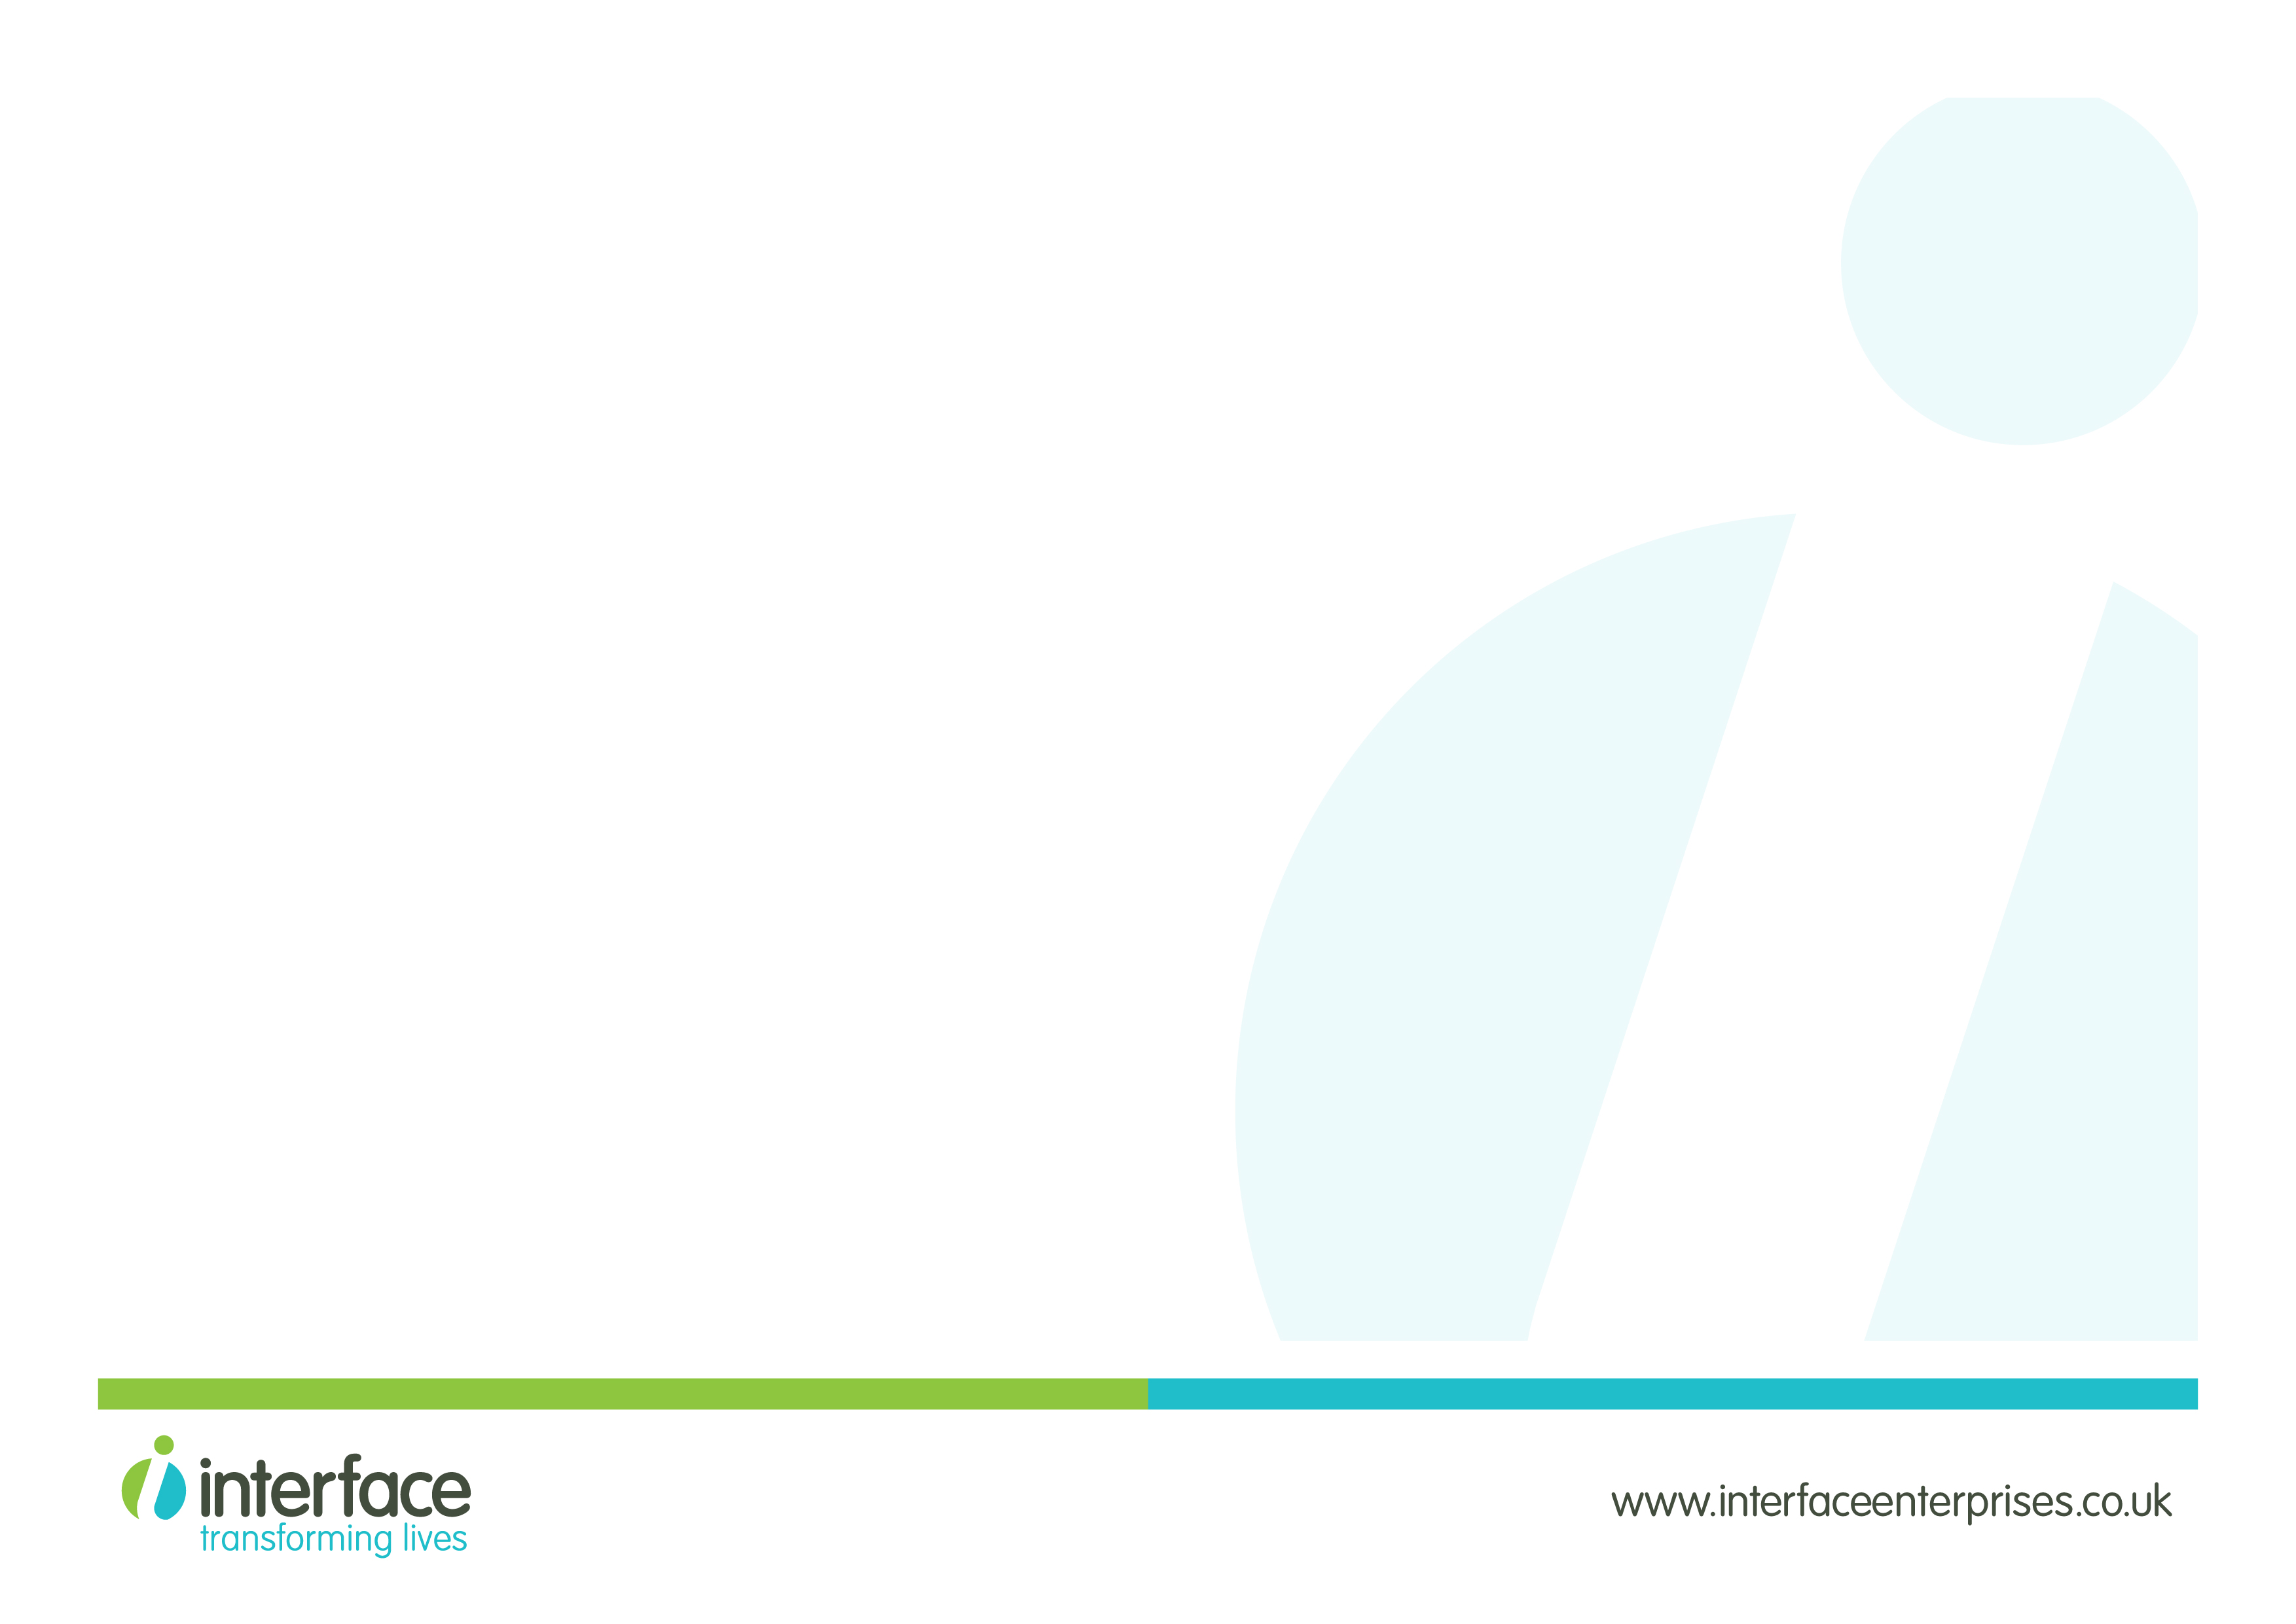 interface
transforming lives
www.interfaceenterprises.co.uk